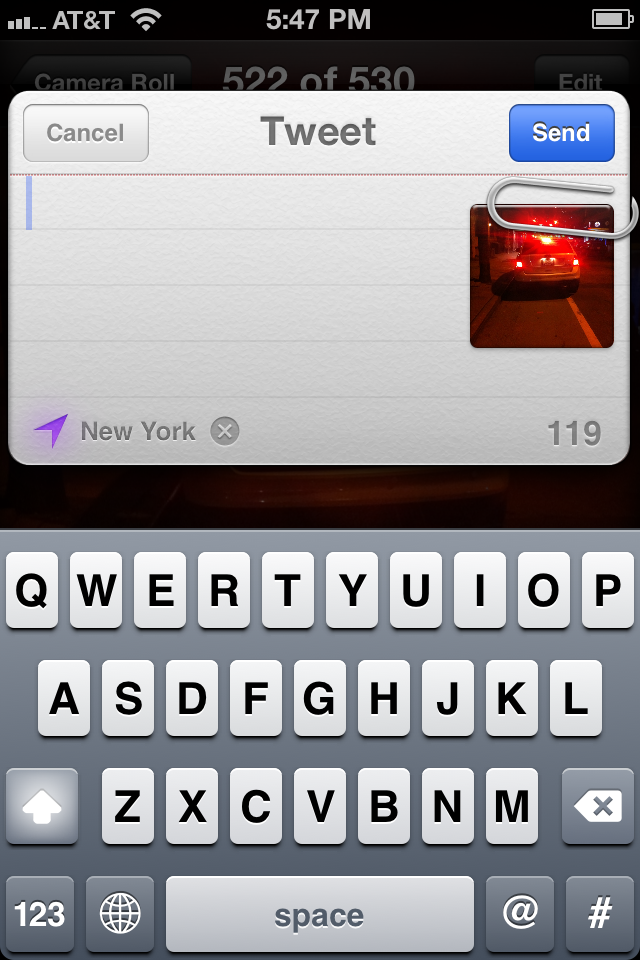 AT&T 5:47 PM
Camera Roll 522 of 530 Edit
Cancel Tweet Send
New York 119
Q W E R T Y U I O P
A S D F G H J K L
Z X C V B N M
123 space @ #